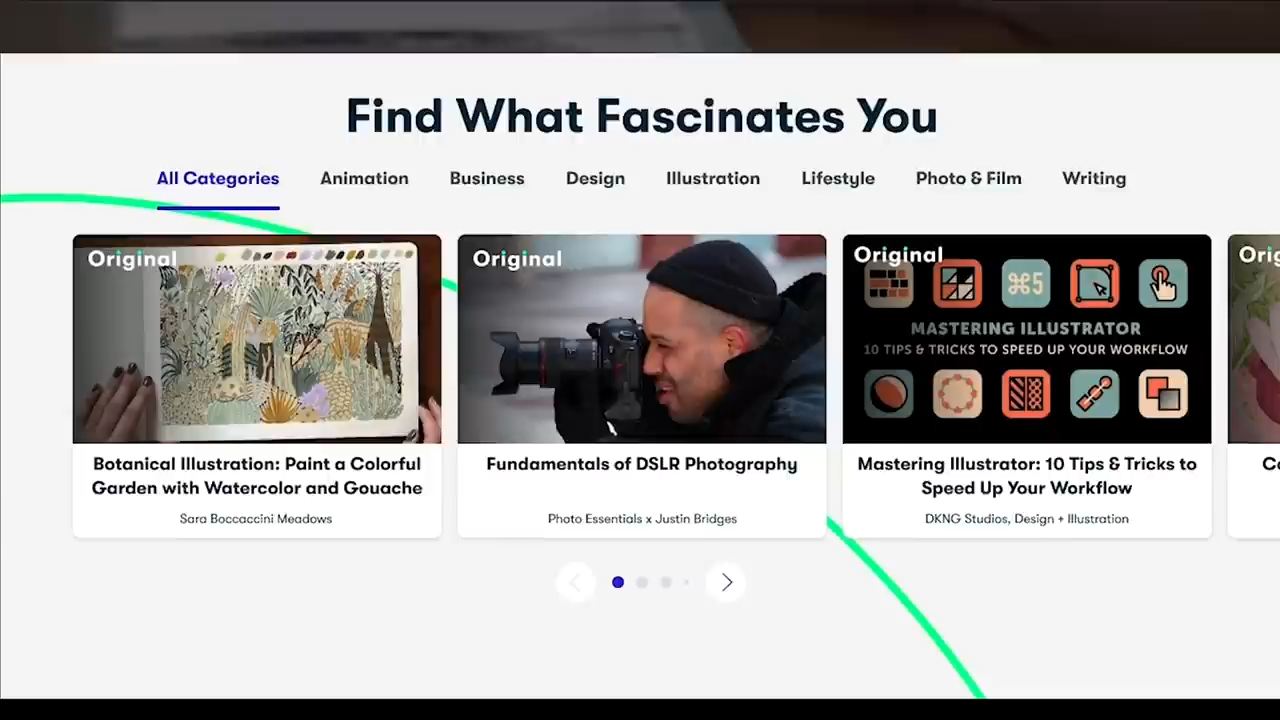 Find What Fascinates You
All Categories Animation Business Design Illustration Lifestyle Photo & Film Writing
Original
Botanical Illustration: Paint a Colorful
Garden with Watercolor and Gouache
Sara Boccaccini Meadows
Original
Fundamentals of DSLR Photography
Photo Essentials x Justin Bridges
Original
⌘5
MASTERING ILLUSTRATOR
10 TIPS & TRICKS TO SPEED UP YOUR WORKFLOW
Mastering Illustrator: 10 Tips & Tricks to
Speed Up Your Workflow
DKNG Studios, Design + Illustration